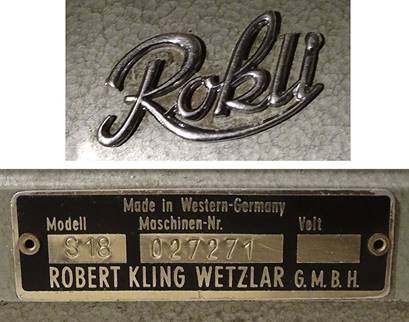 Rokli
Made in Western-Germany
Modell Maschinen-Nr. Volt
S18 027271
ROBERT KLING WETZLAR G.M.B.H.